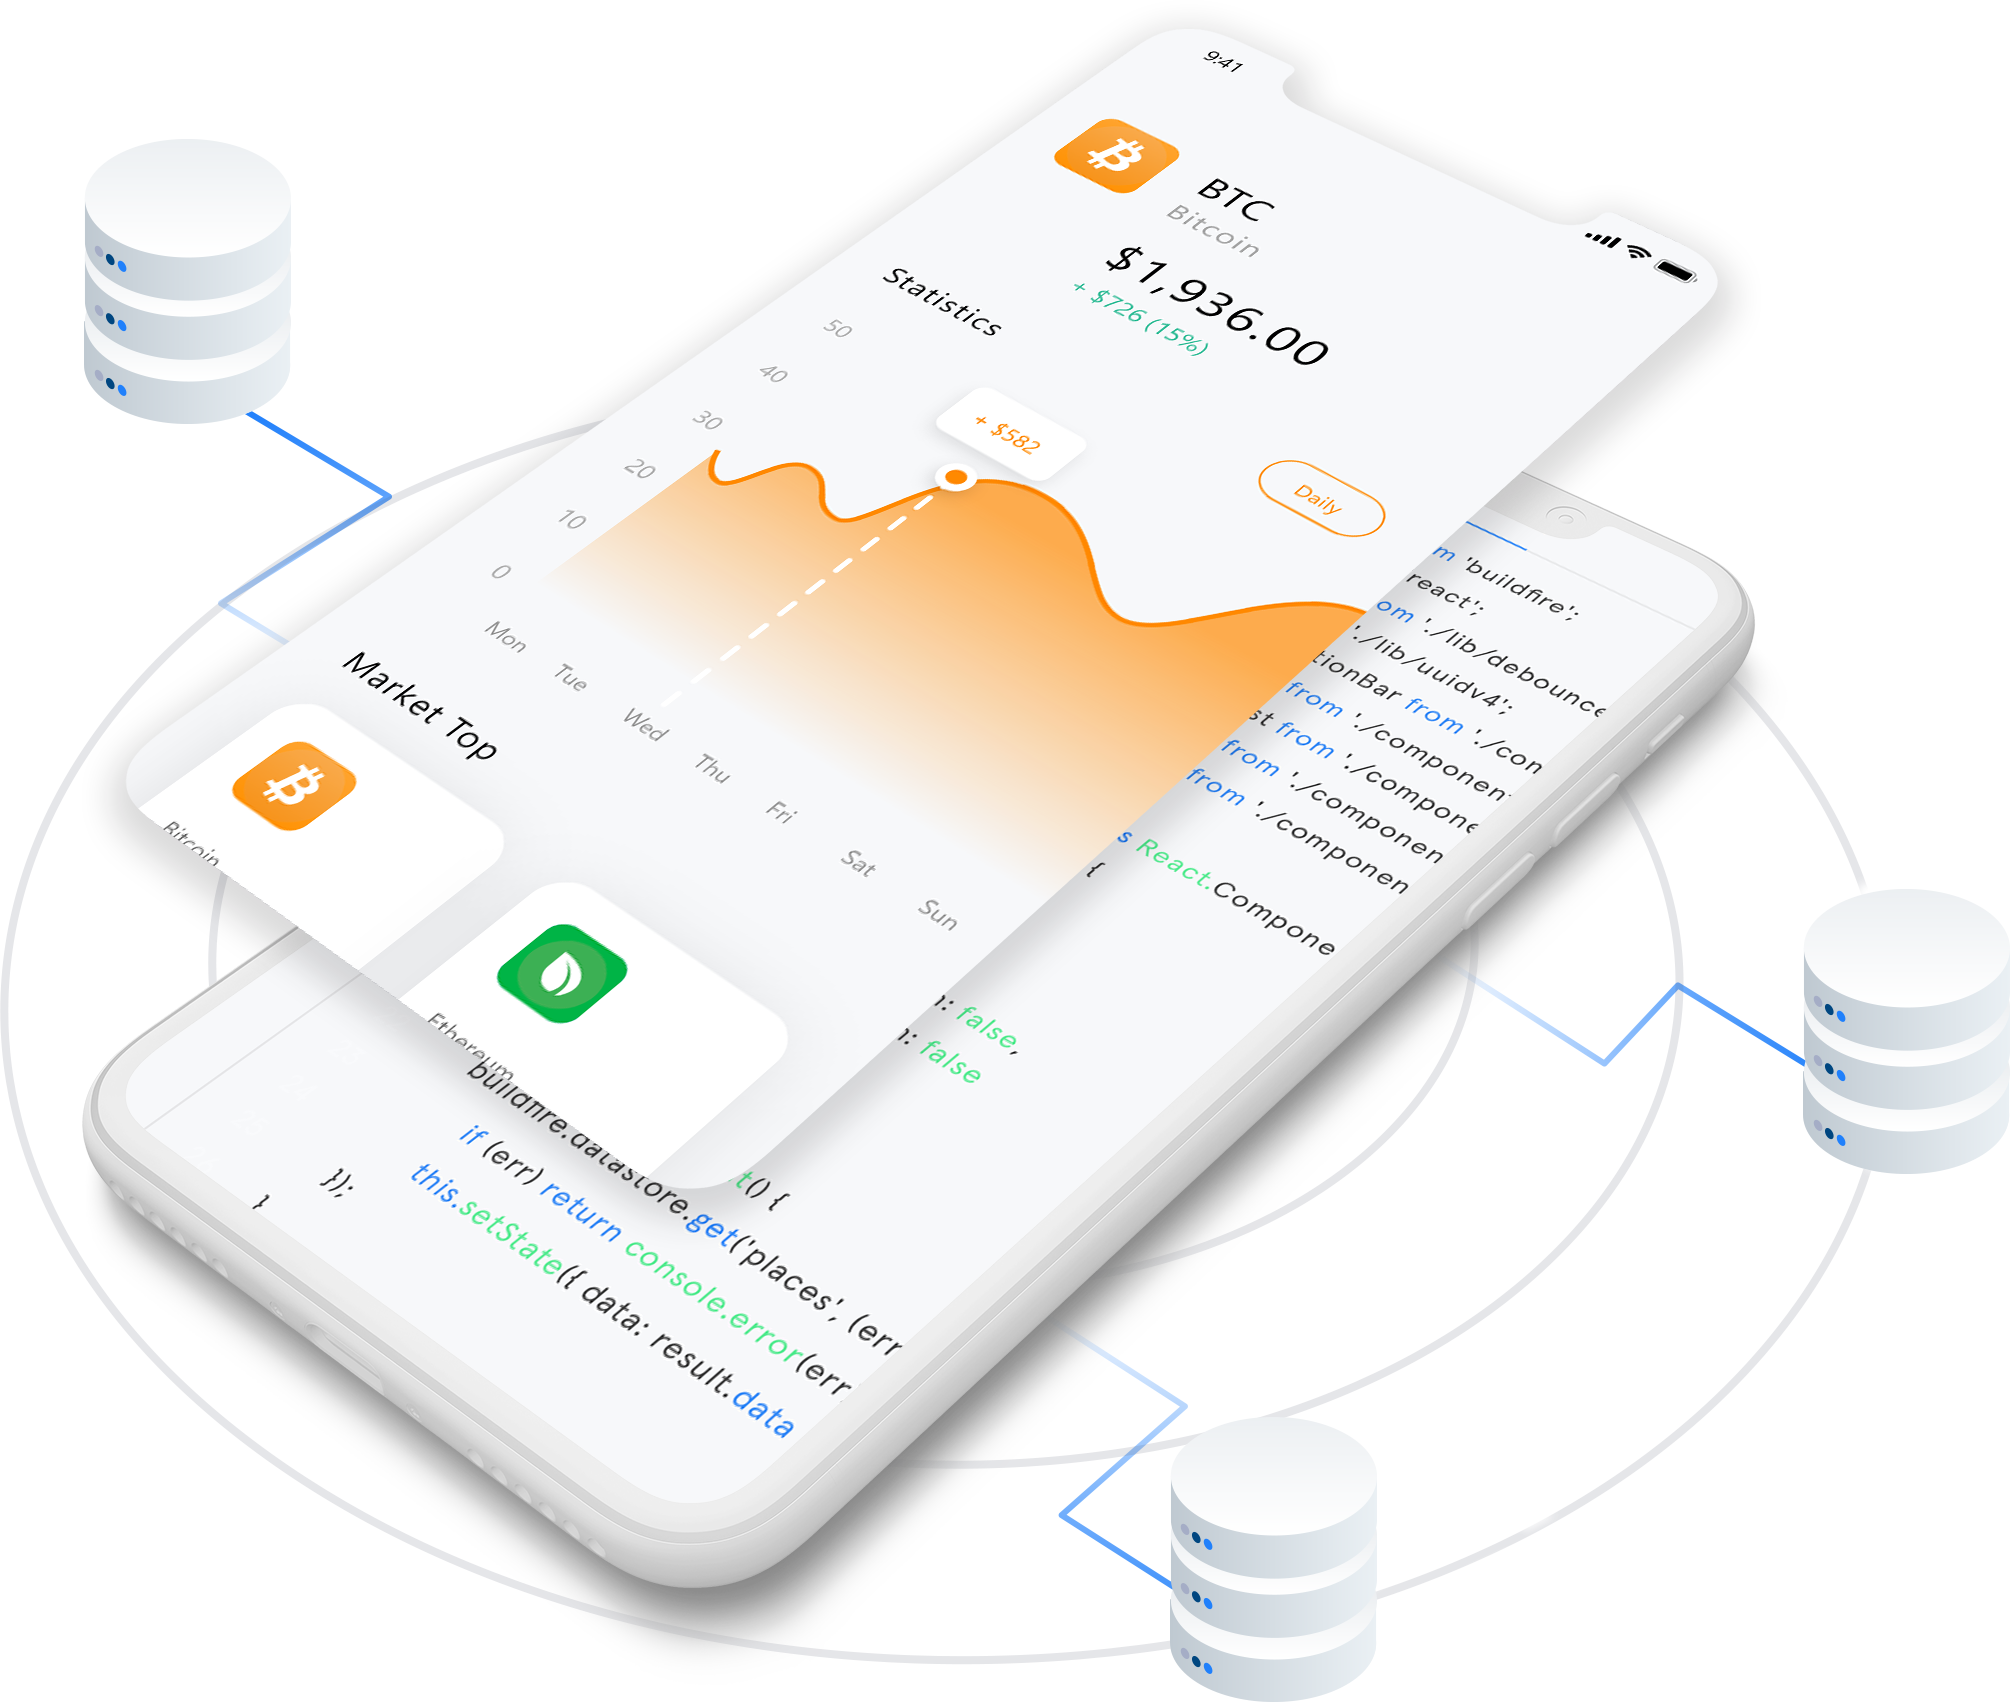 9:41
BTC
Bitcoin
$1,936.00
+ $726 (15%)
Statistics
50
40
30
20
10
0
+ $582
Daily
Mon
Tue
Wed
Thu
Fri
Sat
Sun
Market Top
Bitcoin
Ethereum
om 'buildfire';
react';
om './lib/debounce
'./lib/uuidv4';
tionBar from './con
from './component
st from './compone
from './componen
from './componen
s React.Compone
{
: false,
: false
t() {
buildfire.datastore.get('places', (err
if (err) return console.error(err
this.setState({ data: result.data
});
}